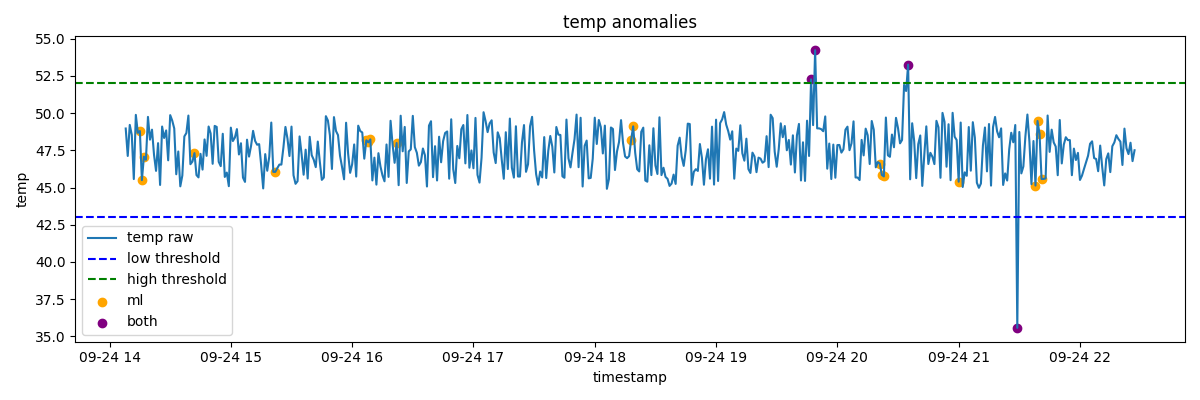 temp anomalies
55.0
52.5
50.0
47.5
45.0
42.5
40.0
37.5
35.0
temp
temp raw
low threshold
high threshold
ml
both
09-24 14
09-24 15
09-24 16
09-24 17
09-24 18
09-24 19
09-24 20
09-24 21
09-24 22
timestamp